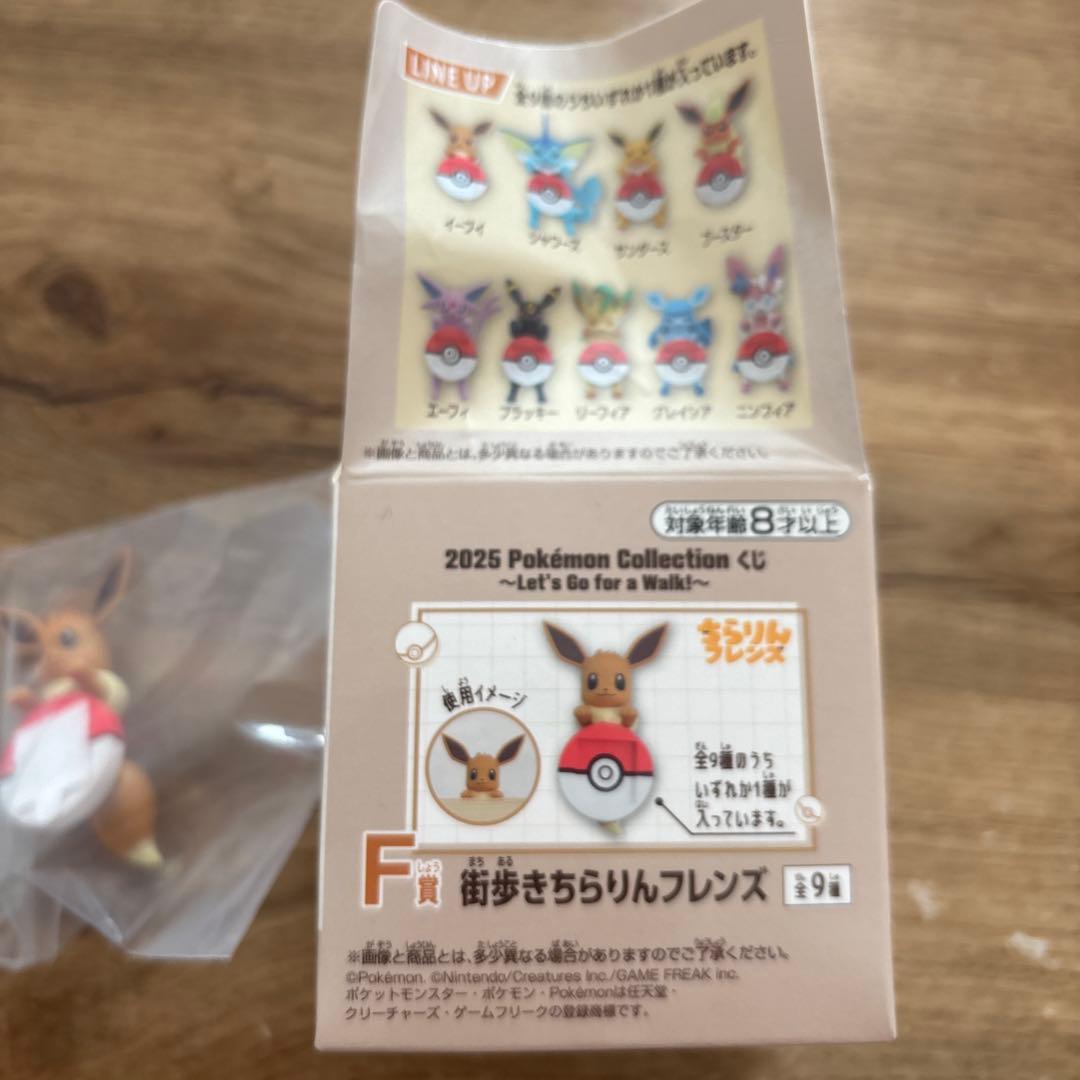 LINE UP
全9種のうちいずれか1種が入っています。
イーブイ シャワーズ サンダース ブースター
エーフィ ブラッキー リーフィア グレイシア ニンフィア
※画像と商品とは、多少異なる場合がありますのでご了承ください。
対象年齢8才以上
2025 Pokémon Collection くじ
～Let's Go for a Walk!～
ちらりん
フレンズ
使用イメージ
全9種のうち
いずれか1種が
入っています。
F賞 街歩きちらりんフレンズ 全9種
※画像と商品とは、多少異なる場合がありますのでご了承ください。
©Pokémon. ©Nintendo/Creatures Inc./GAME FREAK inc.
ポケットモンスター・ポケモン・Pokémonは任天堂・
クリーチャーズ・ゲームフリークの登録商標です。